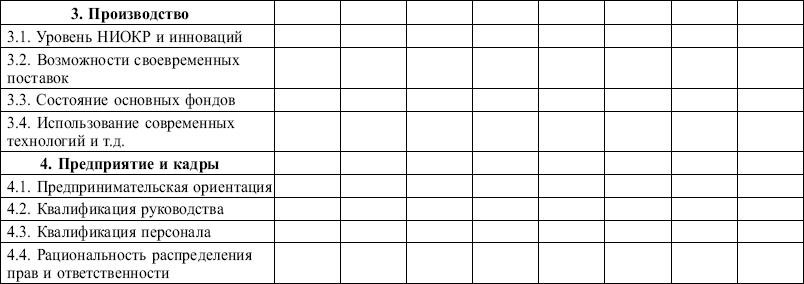 3. Производство
3.1. Уровень НИОКР и инноваций
3.2. Возможности своевременных
поставок
3.3. Состояние основных фондов
3.4. Использование современных
технологий и т.д.
4. Предприятие и кадры
4.1. Предпринимательская ориентация
4.2. Квалификация руководства
4.3. Квалификация персонала
4.4. Рациональность распределения
прав и ответственности